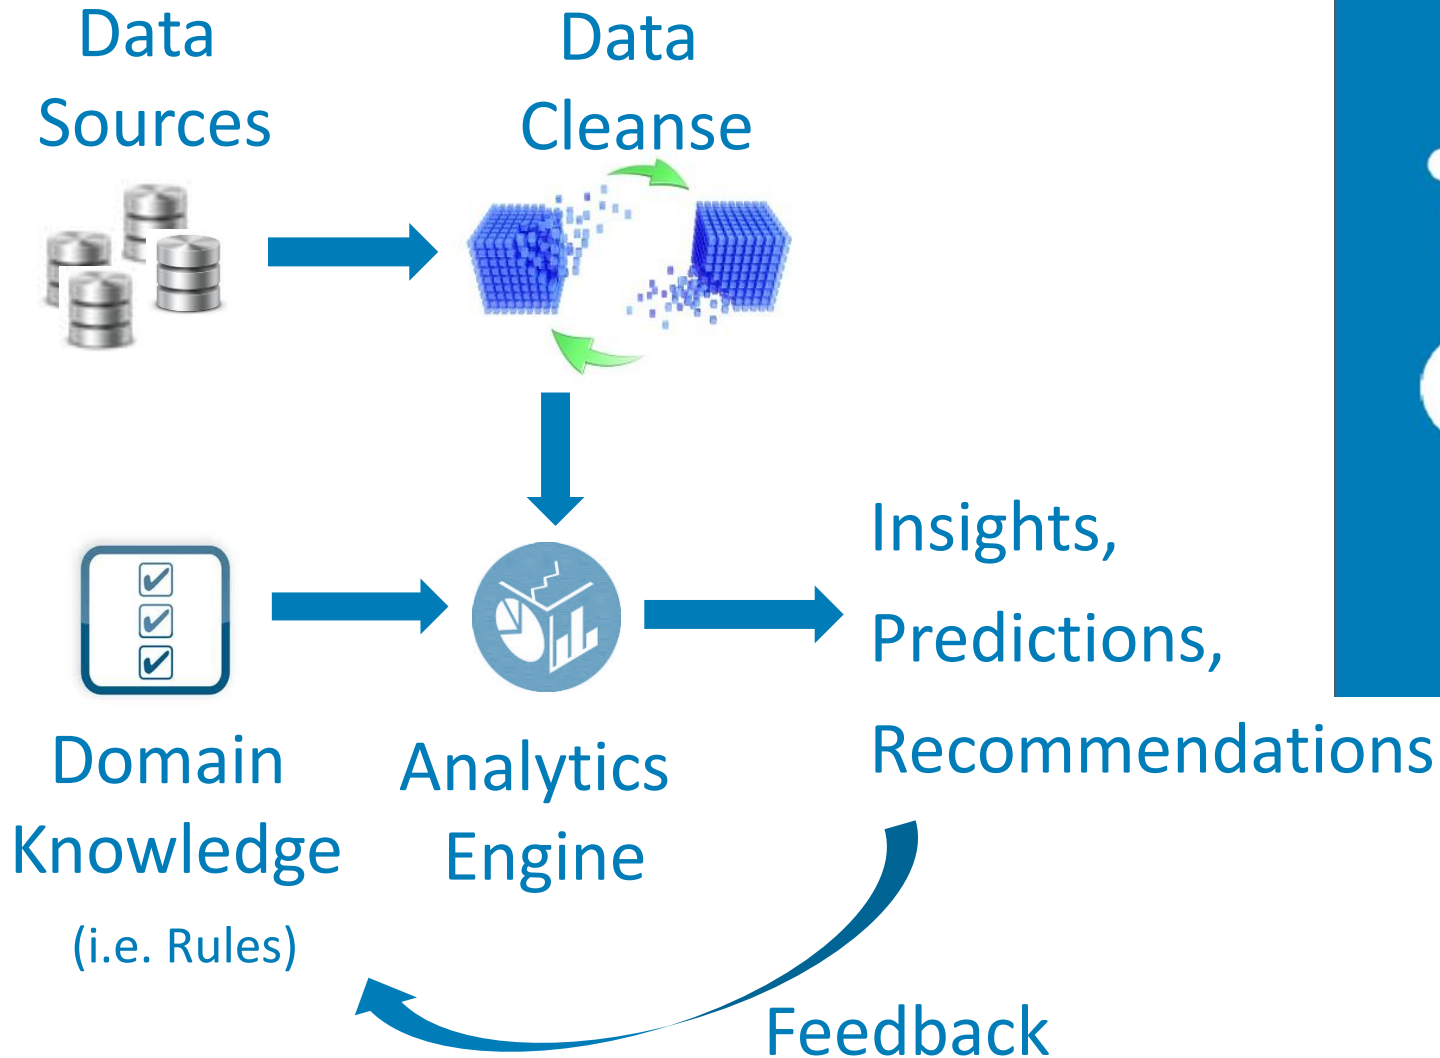 Data
Sources
Data
Cleanse
Domain
Knowledge
(i.e. Rules)
Analytics
Engine
Insights,
Predictions,
Recommendations
Feedback